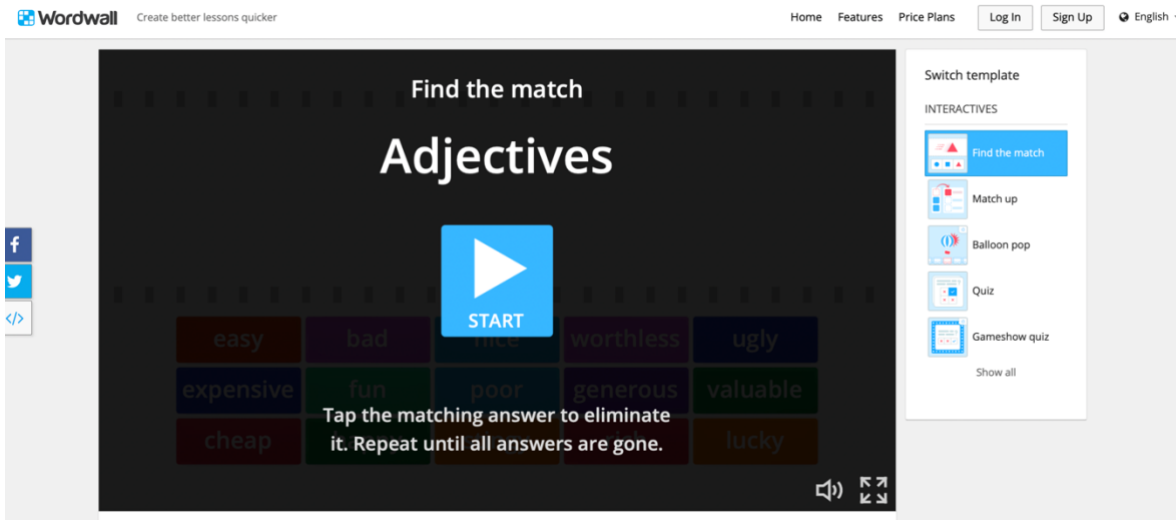 Wordwall Create better lessons quicker Home Features Price Plans Log In Sign Up English
Find the match
Adjectives
START
easy bad nice worthless ugly
expensive fun poor generous valuable
Tap the matching answer to eliminate
it. Repeat until all answers are gone.
cheap lucky
Switch template
INTERACTIVES
Find the match
Match up
Balloon pop
Quiz
Gameshow quiz
Show all
f
</>